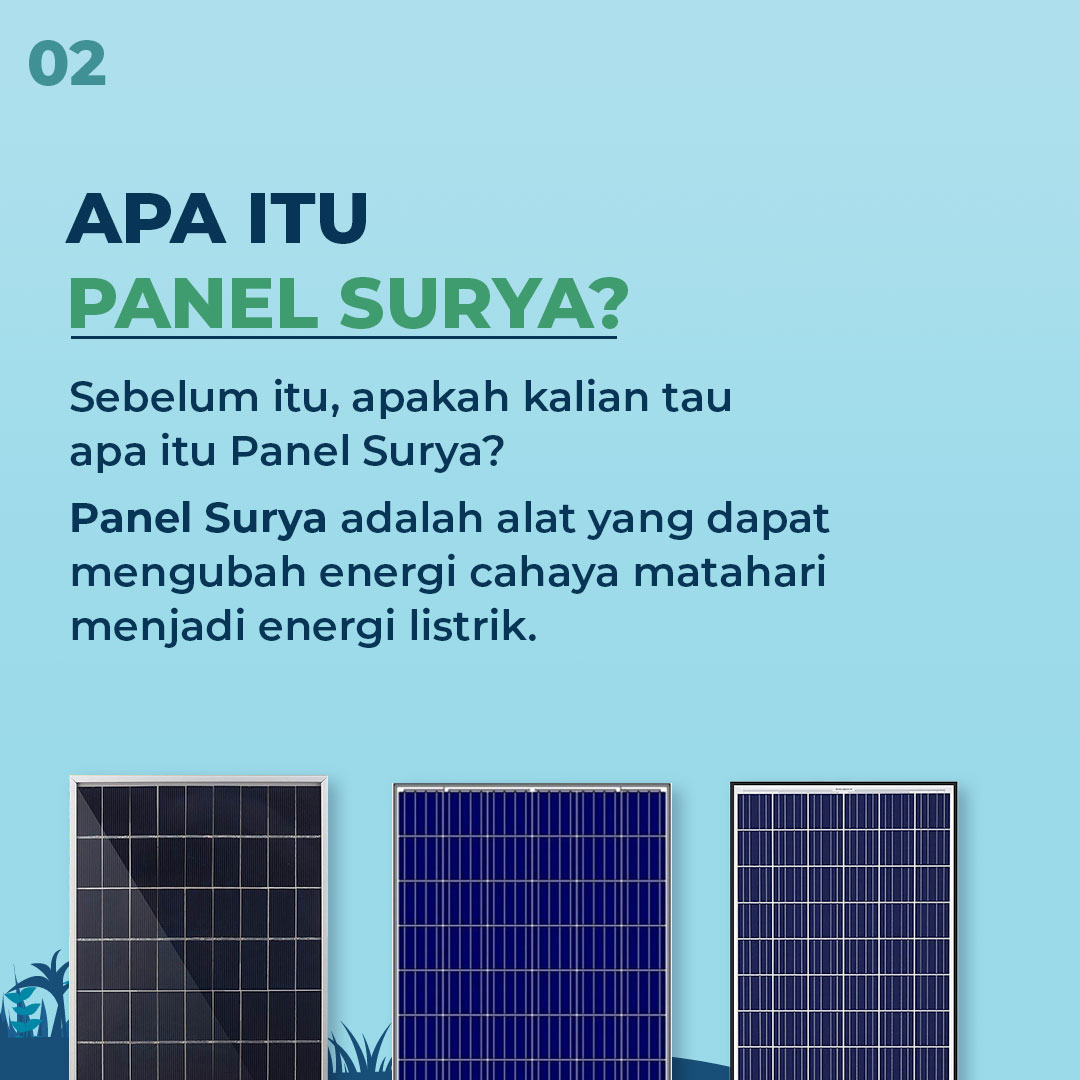 02
APA ITU
PANEL SURYA?
Sebelum itu, apakah kalian tau
apa itu Panel Surya?
Panel Surya adalah alat yang dapat
mengubah energi cahaya matahari
menjadi energi listrik.